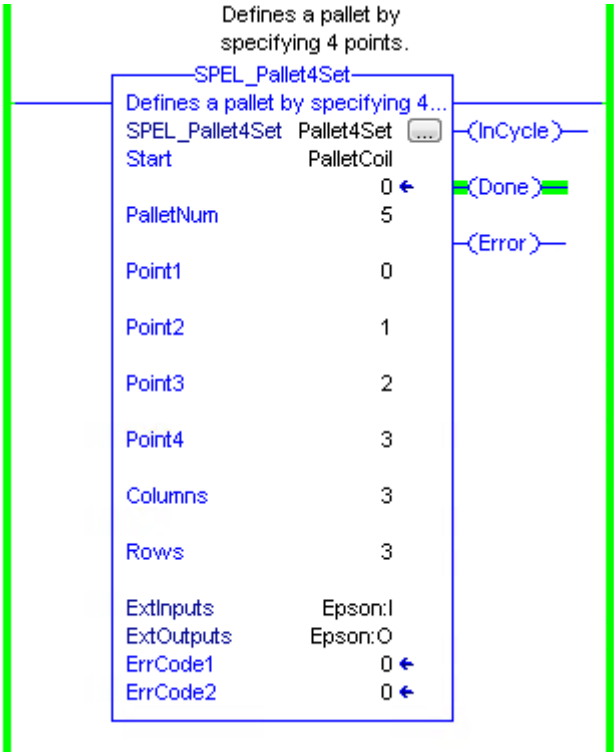 Defines a pallet by
specifying 4 points.
SPEL_Pallet4Set
Defines a pallet by specifying 4...
SPEL_Pallet4Set Pallet4Set ... (InCycle)
Start PalletCoil
0 (Done)
PalletNum 5
(Error)
Point1 0
Point2 1
Point3 2
Point4 3
Columns 3
Rows 3
ExtInputs Epson:I
ExtOutputs Epson:O
ErrCode1 0
ErrCode2 0